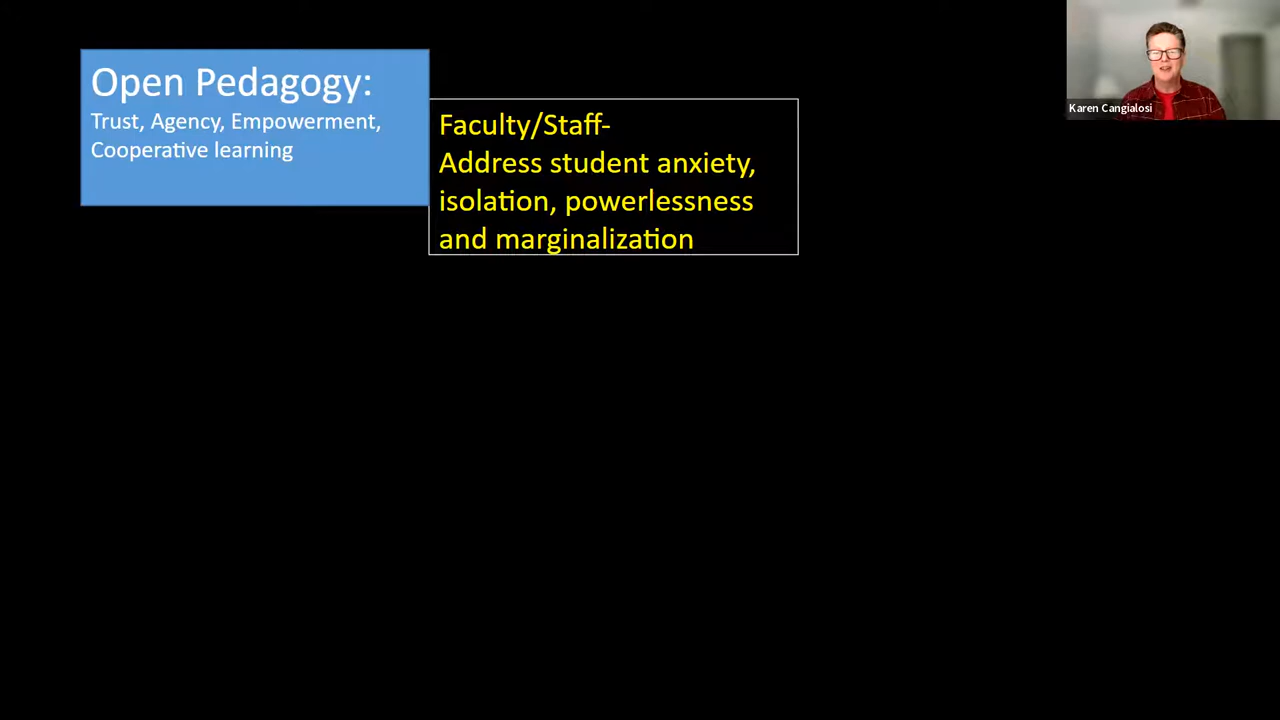 Open Pedagogy:
Trust, Agency, Empowerment,
Cooperative learning
Faculty/Staff-
Address student anxiety,
isolation, powerlessness
and marginalization
Karen Cangialosi